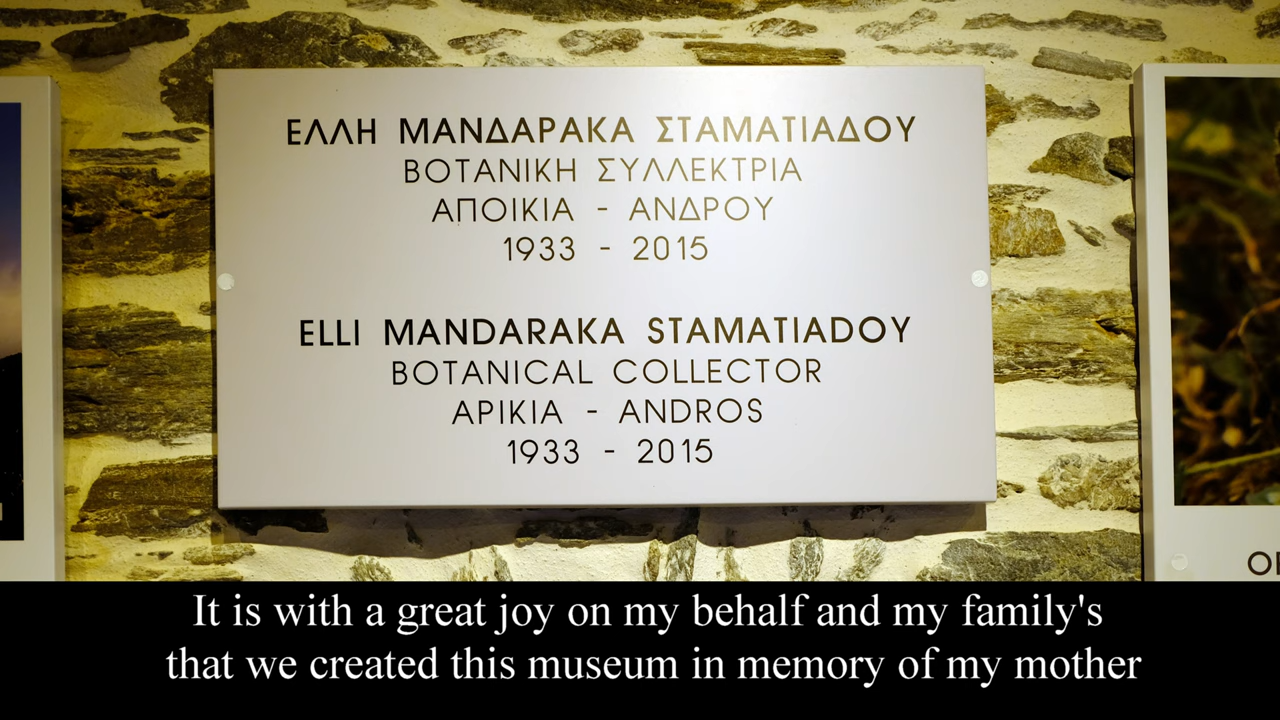 ΕΛΛΗ ΜΑΝΔΑΡΑΚΑ ΣΤΑΜΑΤΙΑΔΟΥ
ΒΟΤΑΝΙΚΗ ΣΥΛΛΕΚΤΡΙΑ
ΑΠΟΙΚΙΑ - ΑΝΔΡΟΥ
1933 - 2015
ELLI MANDARAKA STAMATIADOY
BOTANICAL COLLECTOR
APIKIA - ANDROS
1933 - 2015
It is with a great joy on my behalf and my family's
that we created this museum in memory of my mother